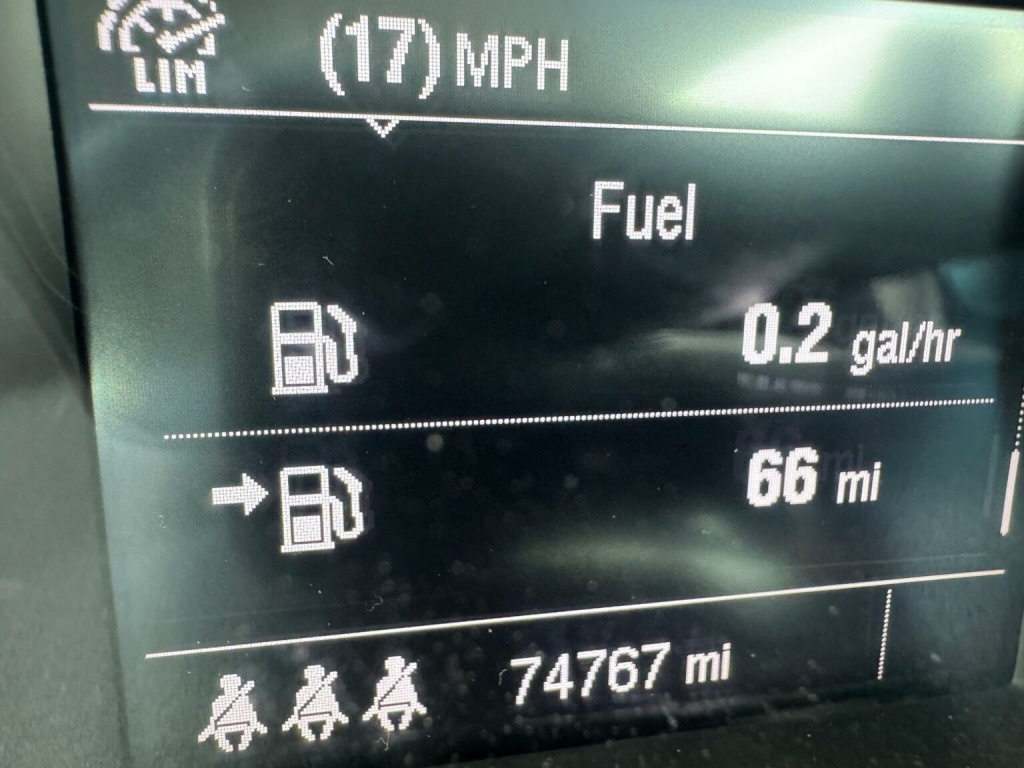 LIM (17) MPH
Fuel
0.2 gal/hr
66 mi
74767 mi